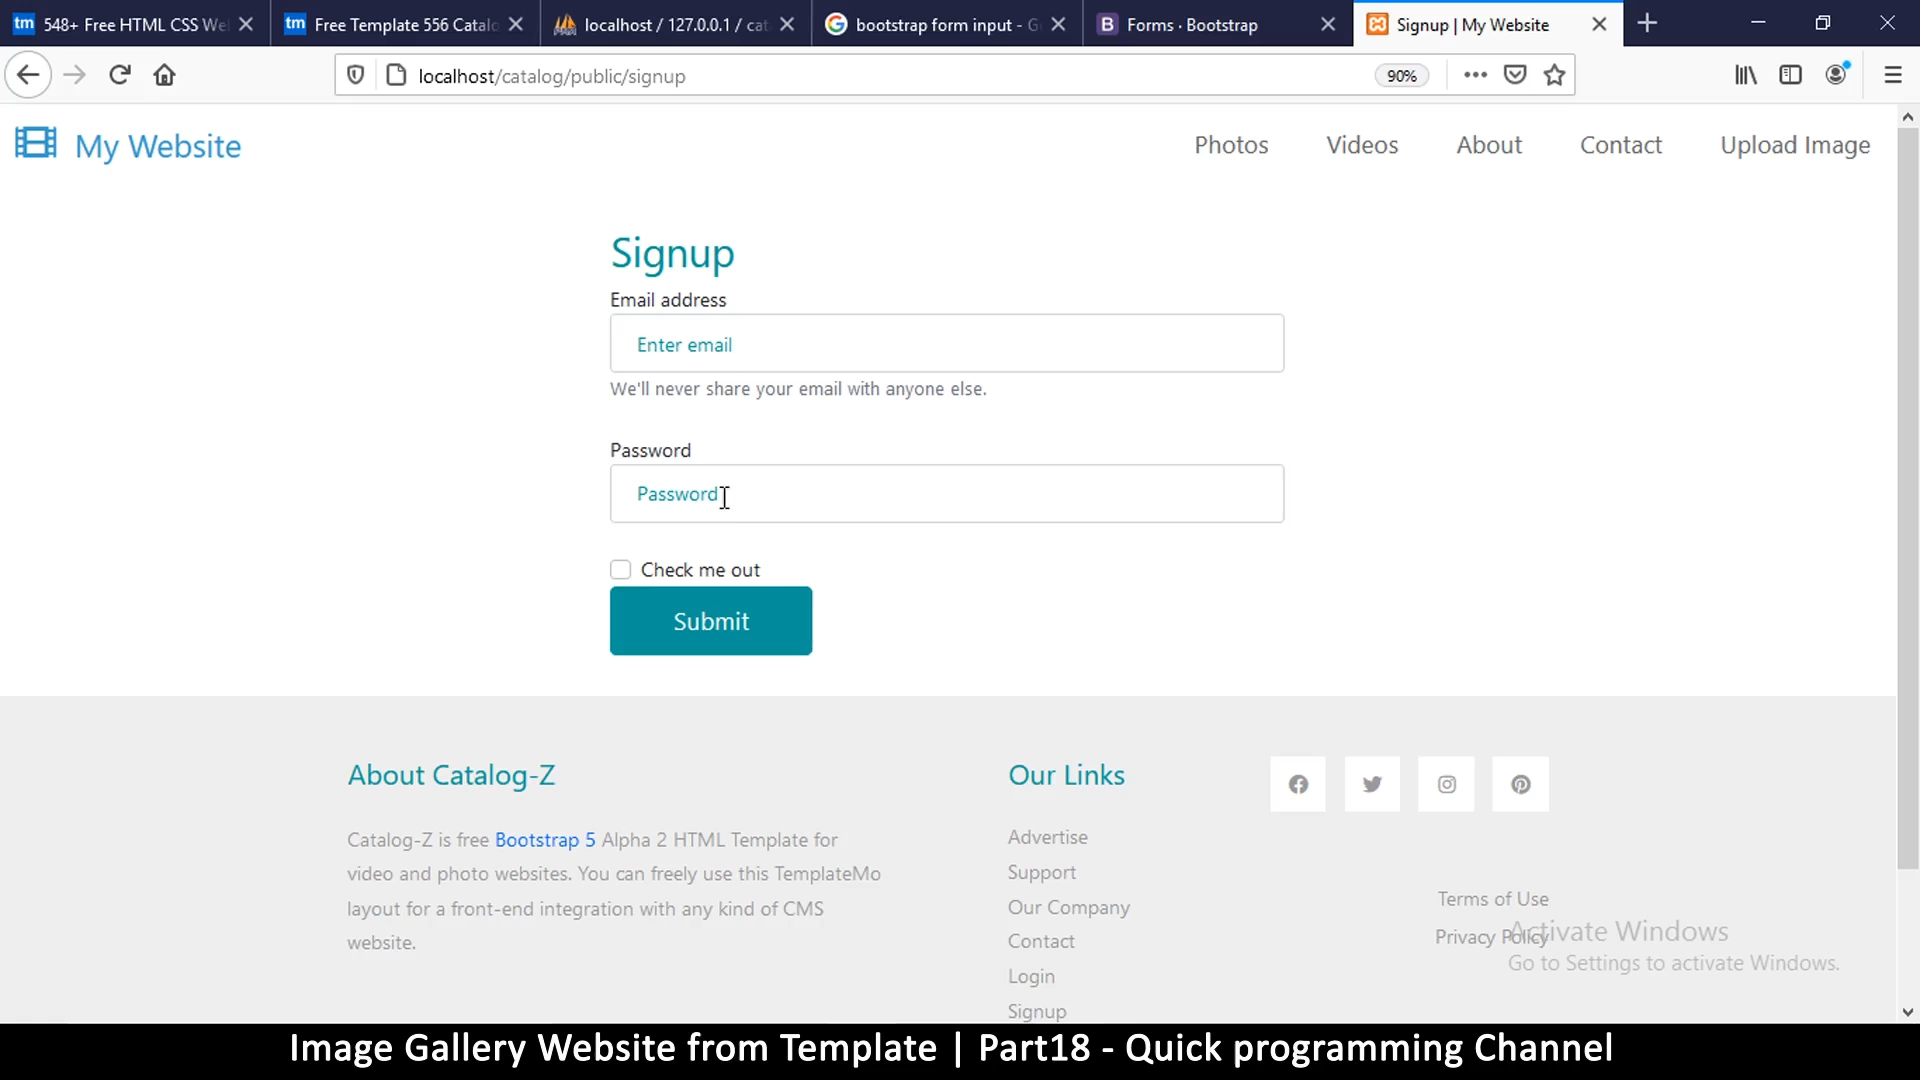 548+ Free HTML CSS We
Free Template 556 Catalo
localhost / 127.0.0.1 / cat
bootstrap form input - G
Forms · Bootstrap
Signup | My Website
localhost/catalog/public/signup
90%
My Website
Photos
Videos
About
Contact
Upload Image
Signup
Email address
Enter email
We'll never share your email with anyone else.
Password
Password
Check me out
Submit
About Catalog-Z
Catalog-Z is free Bootstrap 5 Alpha 2 HTML Template for
video and photo websites. You can freely use this TemplateMo
layout for a front-end integration with any kind of CMS
website.
Our Links
Advertise
Support
Our Company
Contact
Login
Signup
Terms of Use
Privacy Policy
Activate Windows
Go to Settings to activate Windows.
Image Gallery Website from Template | Part18 - Quick programming Channel